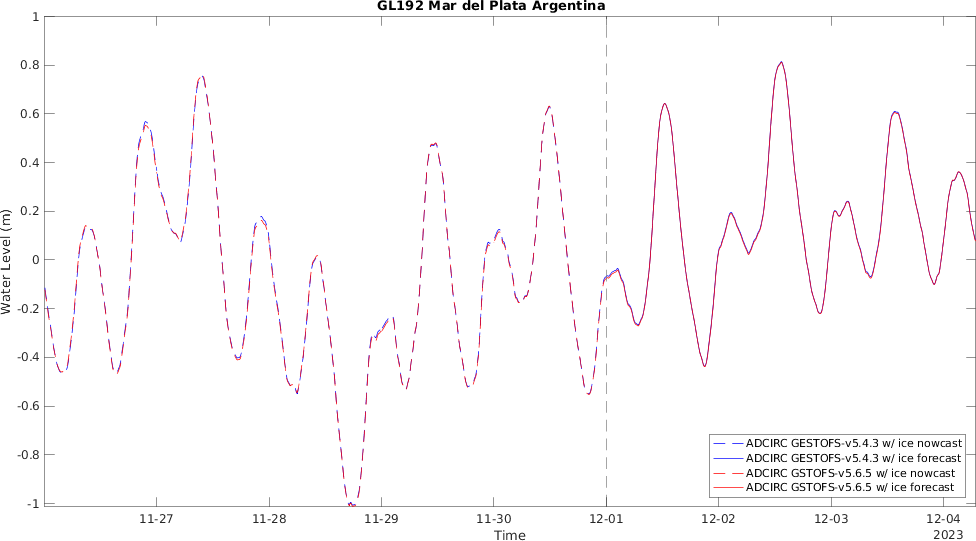 GL192 Mar del Plata Argentina
1
0.8
0.6
0.4
0.2
0
-0.2
-0.4
-0.6
-0.8
-1
Water Level (m)
11-27 11-28 11-29 11-30 12-01 12-02 12-03 12-04
Time
2023
ADCIRC GESTOFS-v5.4.3 w/ ice nowcast
ADCIRC GESTOFS-v5.4.3 w/ ice forecast
ADCIRC GSTOFS-v5.6.5 w/ ice nowcast
ADCIRC GSTOFS-v5.6.5 w/ ice forecast